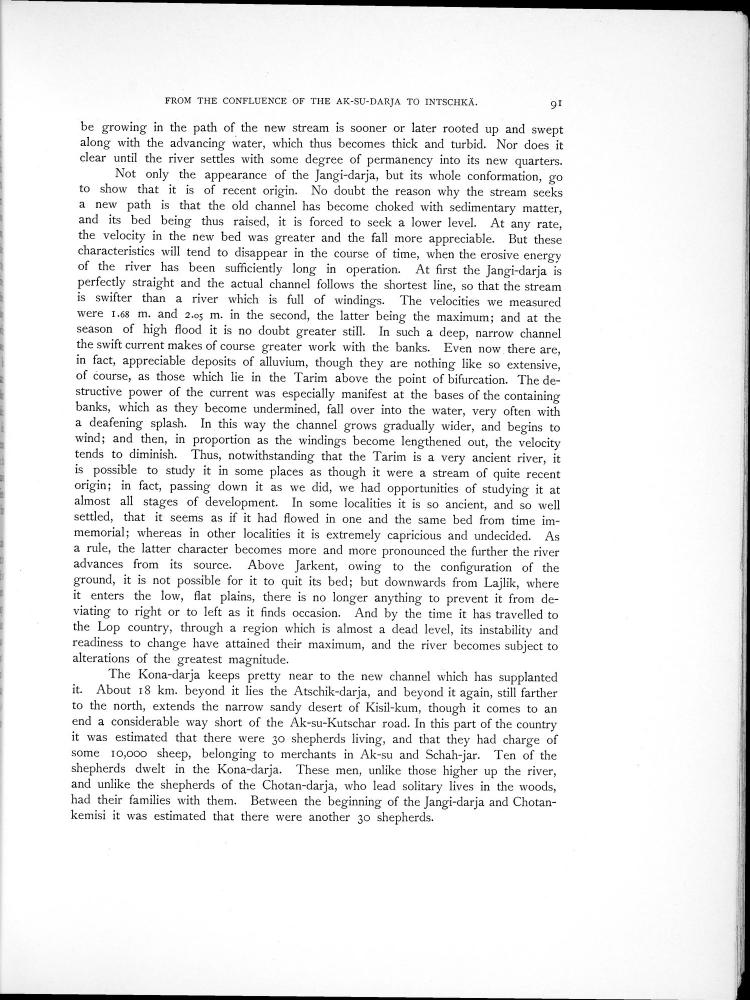 FROM THE CONFLUENCE OF THE AK-SU-DARJA TO INTSCHKÄ. 91
be growing in the path of the new stream is sooner or later rooted up and swept
along with the advancing water, which thus becomes thick and turbid. Nor does it
clear until the river settles with some degree of permanency into its new quarters.
Not only the appearance of the Jangi-darja, but its whole conformation, go
to show that it is of recent origin. No doubt the reason why the stream seeks
a new path is that the old channel has become choked with sedimentary matter,
and its bed being thus raised, it is forced to seek a lower level. At any rate,
the velocity in the new bed was greater and the fall more appreciable. But these
characteristics will tend to disappear in the course of time, when the erosive energy
of the river has been sufficiently long in operation. At first the Jangi-darja is
perfectly straight and the actual channel follows the shortest line, so that the stream
is swifter than a river which is full of windings. The velocities we measured
were 1.68 m. and 2.05 m. in the second, the latter being the maximum; and at the
season of high flood it is no doubt greater still. In such a deep, narrow channel
the swift current makes of course greater work with the banks. Even now there are,
in fact, appreciable deposits of alluvium, though they are nothing like so extensive,
of course, as those which lie in the Tarim above the point of bifurcation. The de-
structive power of the current was especially manifest at the bases of the containing
banks, which as they become undermined, fall over into the water, very often with
a deafening splash. In this way the channel grows gradually wider, and begins to
wind; and then, in proportion as the windings become lengthened out, the velocity
tends to diminish. Thus, notwithstanding that the Tarim is a very ancient river, it
is possible to study it in some places as though it were a stream of quite recent
origin; in fact, passing down it as we did, we had opportunities of studying it at
almost all stages of development. In some localities it is so ancient, and so well
settled, that it seems as if it had flowed in one and the same bed from time im-
memorial; whereas in other localities it is extremely capricious and undecided. As
a rule, the latter character becomes more and more pronounced the further the river
advances from its source. Above Jarkent, owing to the configuration of the
ground, it is not possible for it to quit its bed; but downwards from Lajlik, where
it enters the low, flat plains, there is no longer anything to prevent it from de-
viating to right or to left as it finds occasion. And by the time it has travelled to
the Lop country, through a region which is almost a dead level, its instability and
readiness to change have attained their maximum, and the river becomes subject to
alterations of the greatest magnitude.
The Kona-darja keeps pretty near to the new channel which has supplanted
it. About 18 km. beyond it lies the Atschik-darja, and beyond it again, still farther
to the north, extends the narrow sandy desert of Kisil-kum, though it comes to an
end a considerable way short of the Ak-su-Kutschar road. In this part of the country
it was estimated that there were 30 shepherds living, and that they had charge of
some 10,000 sheep, belonging to merchants in Ak-su and Schah-jar. Ten of the
shepherds dwelt in the Kona-darja. These men, unlike those higher up the river,
and unlike the shepherds of the Chotan-darja, who lead solitary lives in the woods,
had their families with them. Between the beginning of the Jangi-darja and Chotan-
kemisi it was estimated that there were another 30 shepherds.